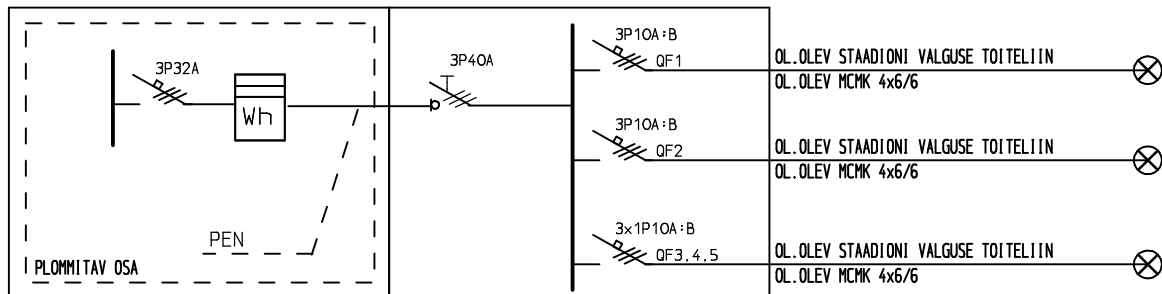 3P32A
Wh
PEN
PLOMMITAV OSA
3P40A
3P10A:B
QF1
OL.OLEV STAADIONI VALGUSE TOITELIIN
OL.OLEV MCMK 4x6/6
3P10A:B
QF2
OL.OLEV STAADIONI VALGUSE TOITELIIN
OL.OLEV MCMK 4x6/6
3x1P10A:B
QF3,4,5
OL.OLEV STAADIONI VALGUSE TOITELIIN
OL.OLEV MCMK 4x6/6